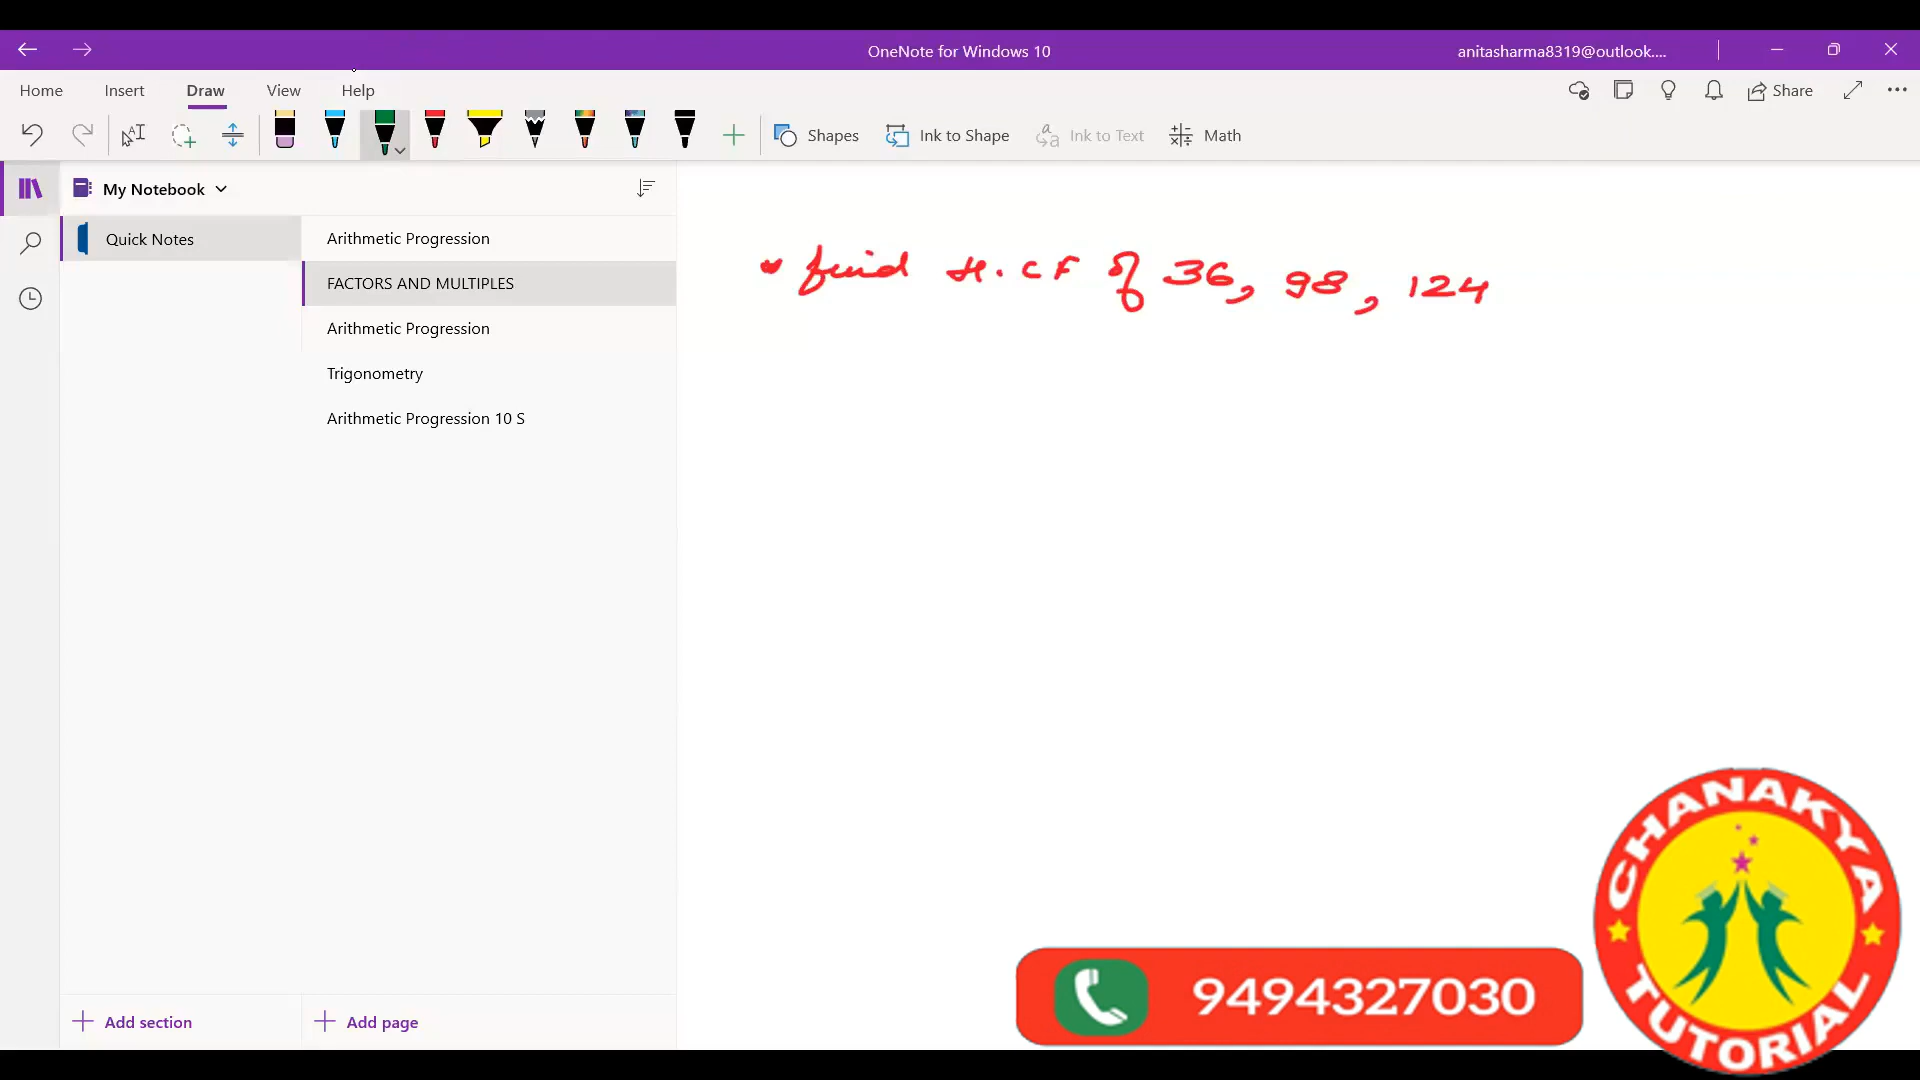 OneNote for Windows 10
anitasharma8319@outlook....
Home Insert Draw View Help
Share
Shapes Ink to Shape Ink to Text Math
My Notebook
Quick Notes
Arithmetic Progression
FACTORS AND MULTIPLES
Arithmetic Progression
Trigonometry
Arithmetic Progression 10 S
find H.CF of 36, 98, 124
Add section
Add page
9494327030
CHANAKYA
TUTORIAL